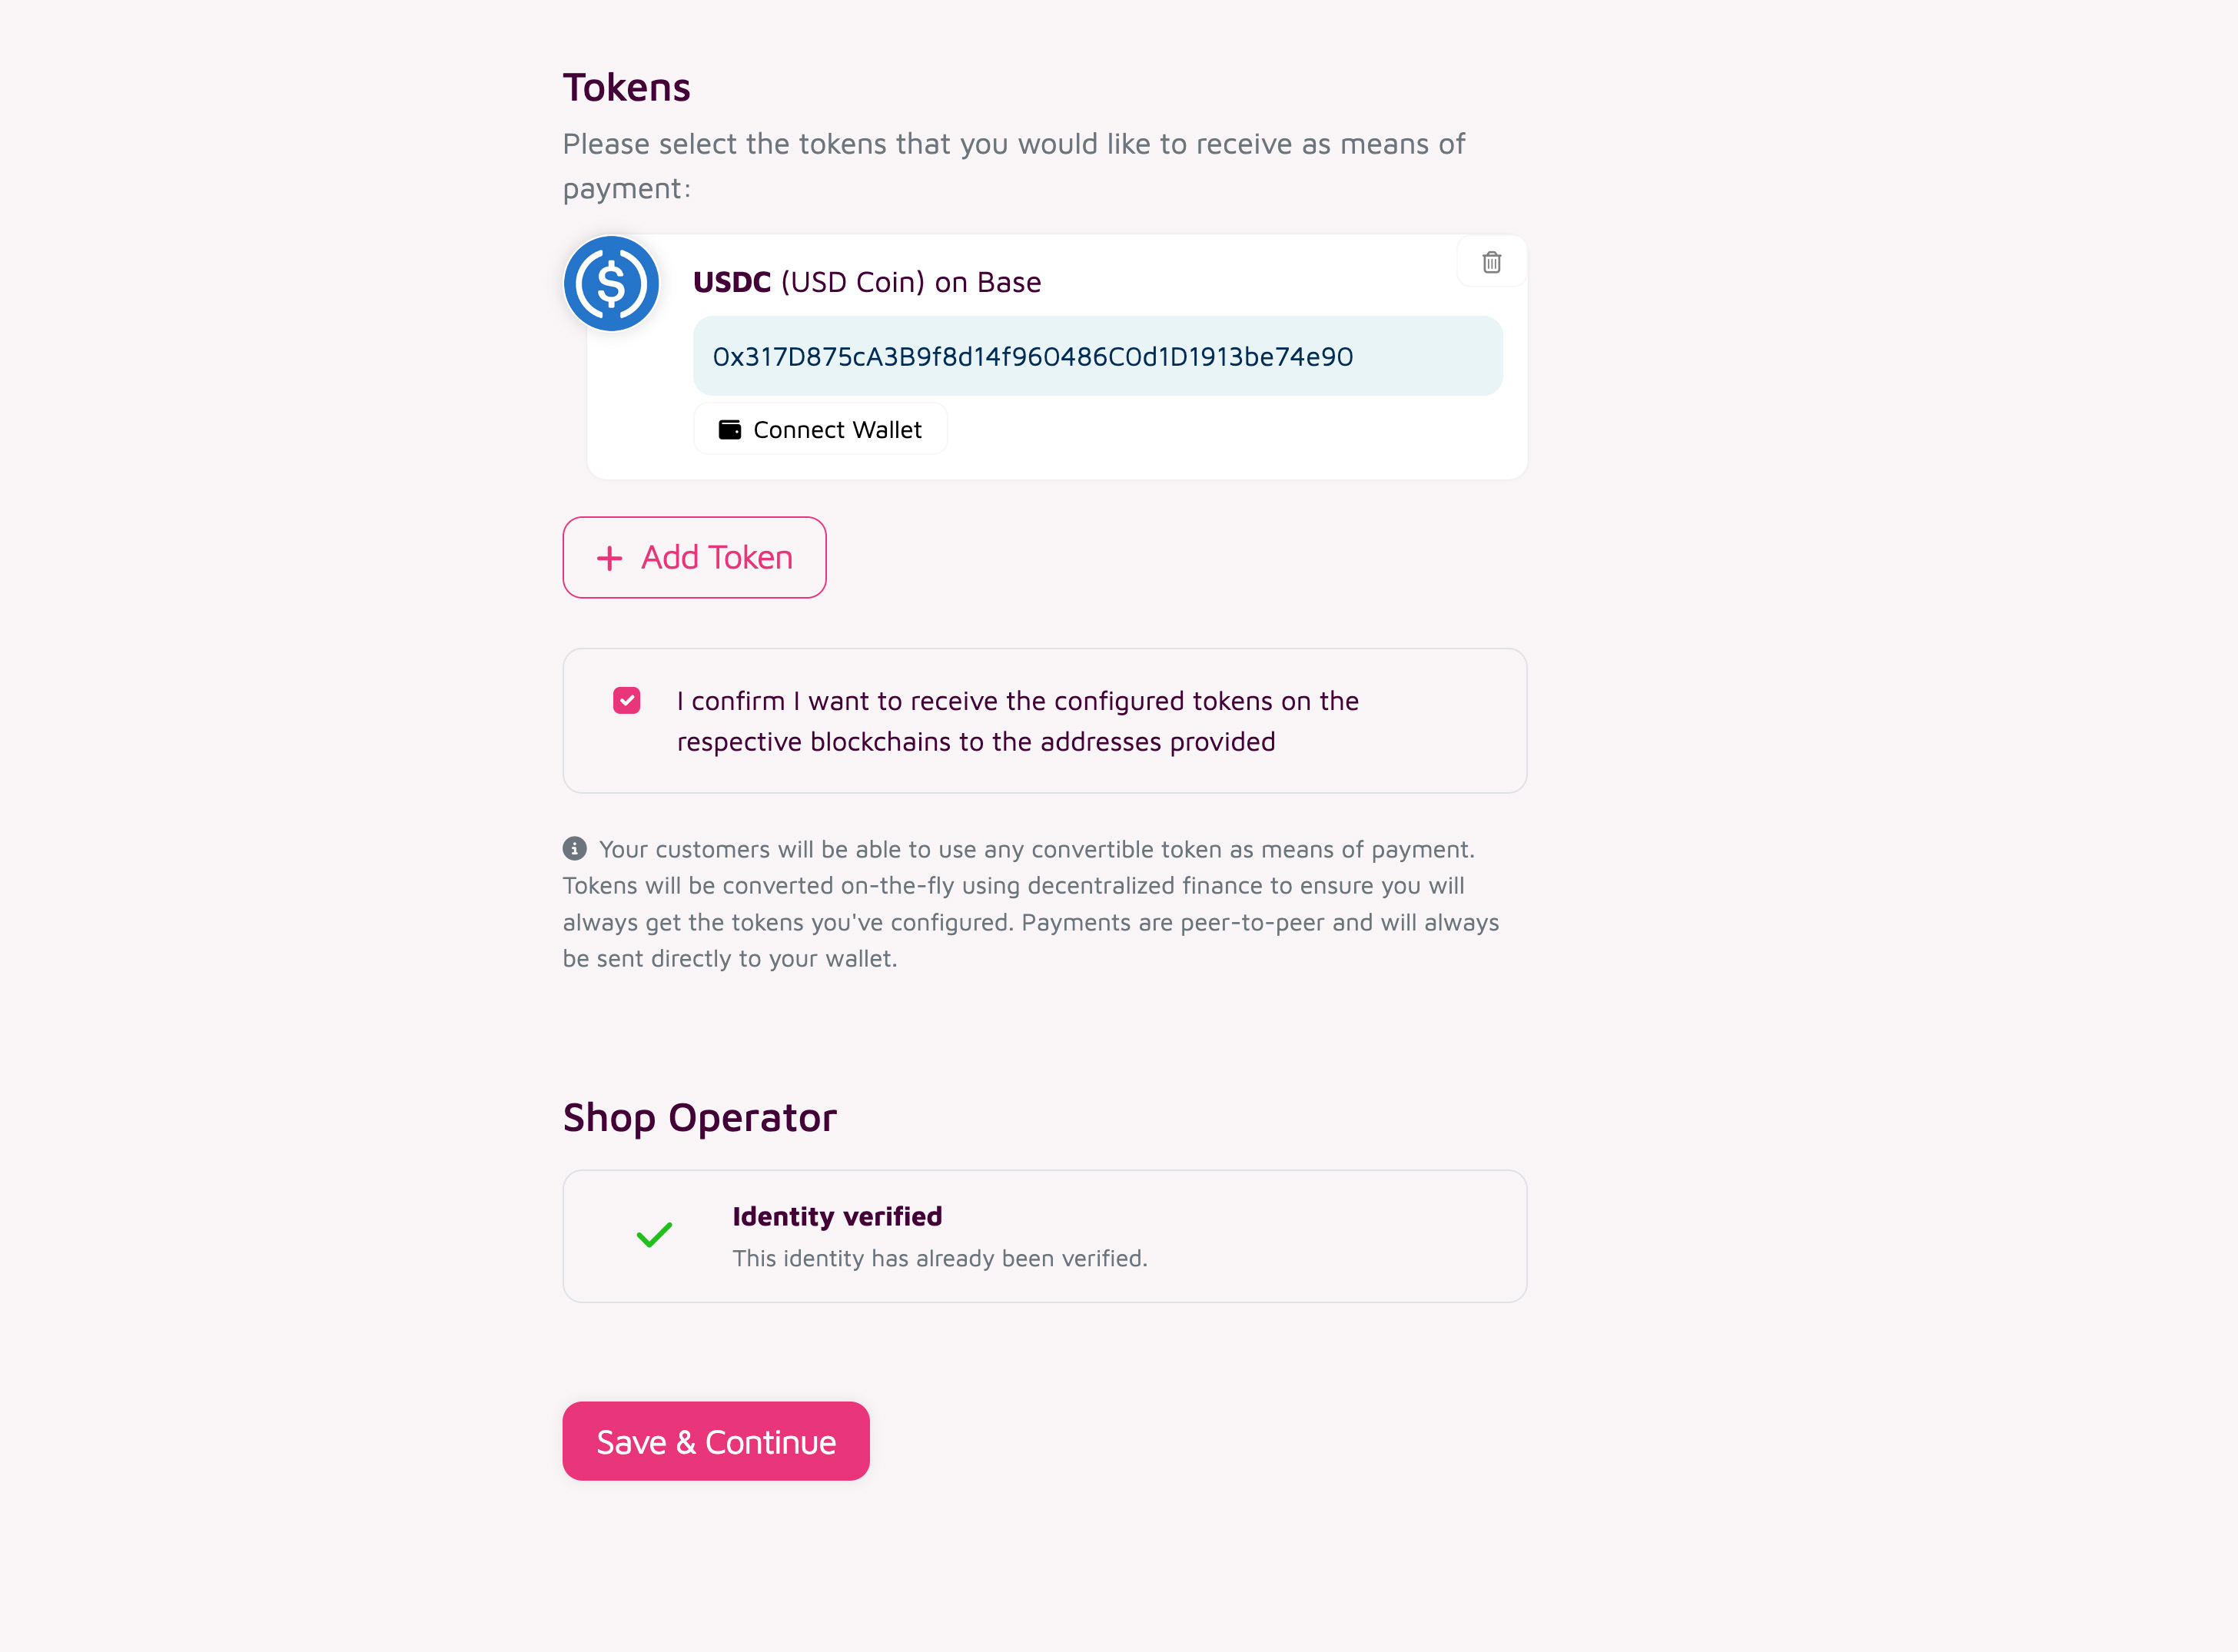 Tokens
Please select the tokens that you would like to receive as means of
payment:
USDC (USD Coin) on Base
0x317D875cA3B9f8d14f960486C0d1D1913be74e90
Connect Wallet
+ Add Token
I confirm I want to receive the configured tokens on the
respective blockchains to the addresses provided
Your customers will be able to use any convertible token as means of payment.
Tokens will be converted on-the-fly using decentralized finance to ensure you will
always get the tokens you've configured. Payments are peer-to-peer and will always
be sent directly to your wallet.
Shop Operator
Identity verified
This identity has already been verified.
Save & Continue